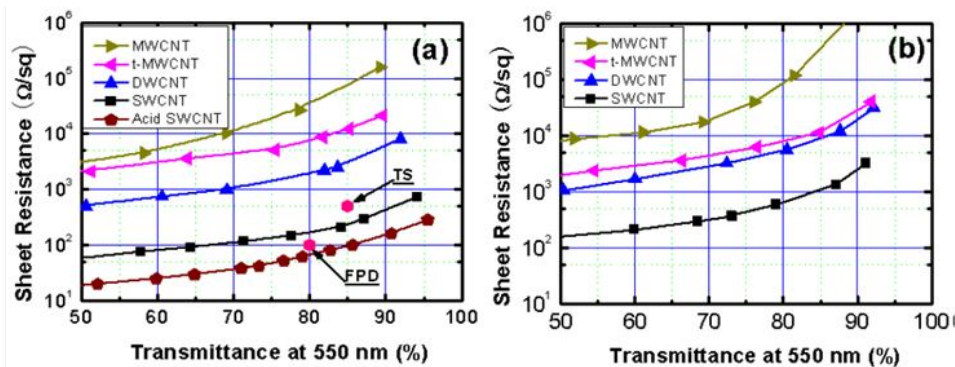 (a)
MWCNT
t-MWCNT
DWCNT
SWCNT
Acid SWCNT
TS
FPD
10^6
10^5
10^4
10^3
10^2
10^1
Sheet Resistance (Ω/sq)
50 60 70 80 90 100
Transmittance at 550 nm (%)
(b)
MWCNT
t-MWCNT
DWCNT
SWCNT
10^6
10^5
10^4
10^3
10^2
10^1
Sheet Resistance (Ω/sq)
50 60 70 80 90 100
Transmittance at 550 nm (%)